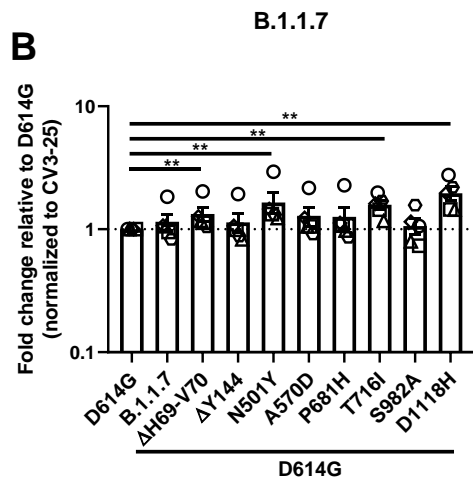 B.1.1.7
B
Fold change relative to D614G
(normalized to CV3-25)
10
1
0.1
**
**
**
**
D614G
B.1.1.7
ΔH69-V70
ΔY144
N501Y
A570D
P681H
T716I
S982A
D1118H
D614G